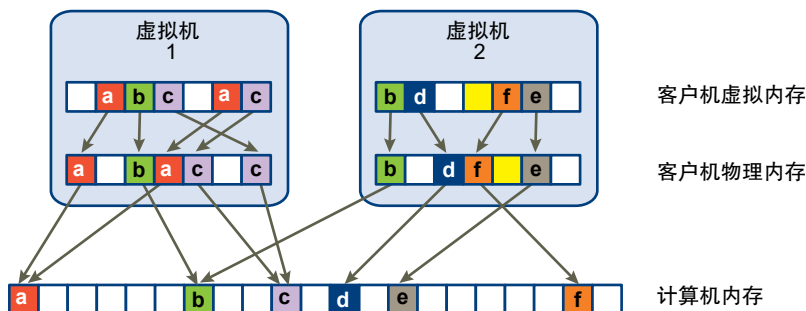 虚拟机
1
虚拟机
2
a b c a c
b d f e
客户机虚拟内存
a b a c c
b d f e
客户机物理内存
a b c d e f
计算机内存